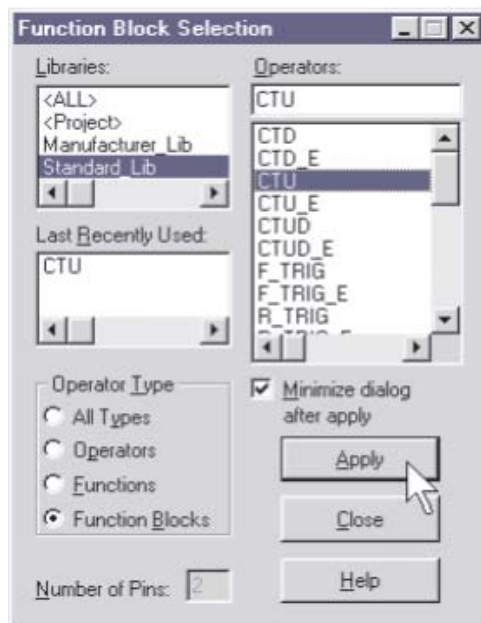 Function Block Selection
Libraries:
<ALL>
<Project>
Manufacturer_Lib
Standard_Lib
Last Recently Used:
CTU
Operator Type
All Types
Operators
Functions
Function Blocks
Number of Pins: 2
Operators:
CTU
CTD
CTD_E
CTU
CTU_E
CTUD
CTUD_E
F_TRIG
F_TRIG_E
R_TRIG
Minimize dialog
after apply
Apply
Close
Help